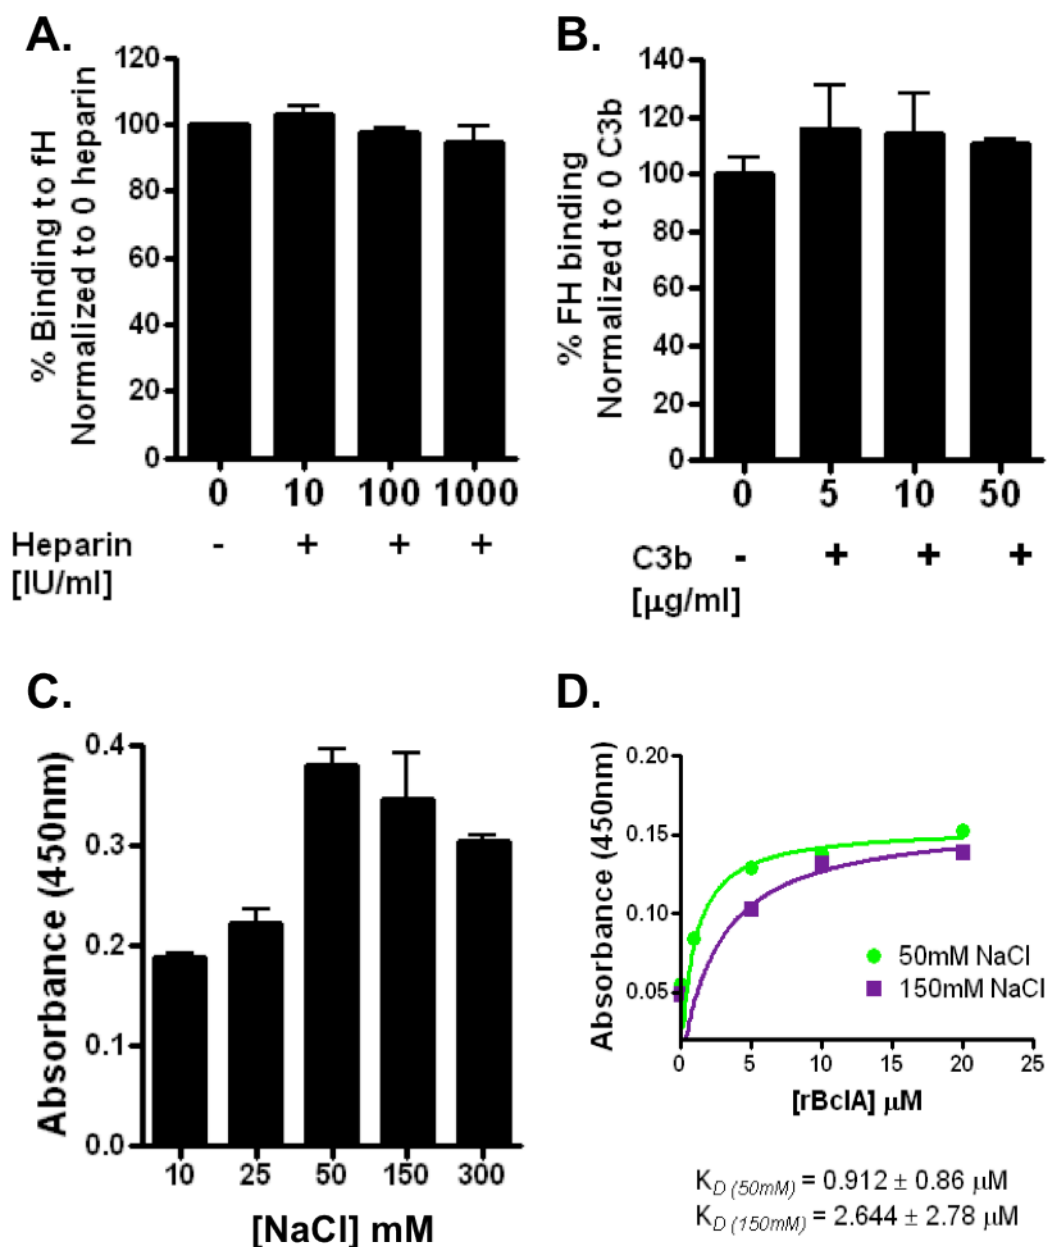 A.
% Binding to fH
Normalized to 0 heparin
120
100
80
60
40
20
0
0 10 100 1000
Heparin - + + +
[IU/ml]
B.
% FH binding
Normalized to 0 C3b
140
120
100
80
60
40
20
0
0 5 10 50
C3b - + + +
[μg/ml]
C.
Absorbance (450nm)
0.4
0.3
0.2
0.1
0.0
10 25 50 150 300
[NaCl] mM
D.
Absorbance (450nm)
0.20
0.15
0.10
0.05
50mM NaCl
150mM NaCl
0 5 10 15 20 25
[rBclA] μM
K_D (50mM) = 0.912 ± 0.86 μM
K_D (150mM) = 2.644 ± 2.78 μM